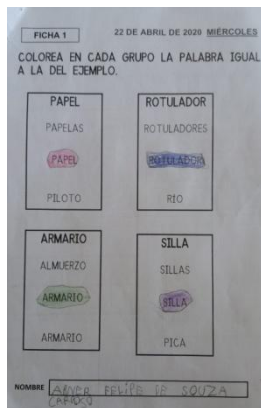 FICHA 1
22 DE ABRIL DE 2020 MIÉRCOLES
COLOREA EN CADA GRUPO LA PALABRA IGUAL
A LA DEL EJEMPLO.
PAPEL
PAPELAS
PAPEL
PILOTO
ROTULADOR
ROTULADORES
ROTULADOR
RIO
ARMARIO
ALMUERZO
ARMARIO
ARMARIO
SILLA
SILLAS
SILLA
PICA
NOMBRE FELIPE DE SOUZA